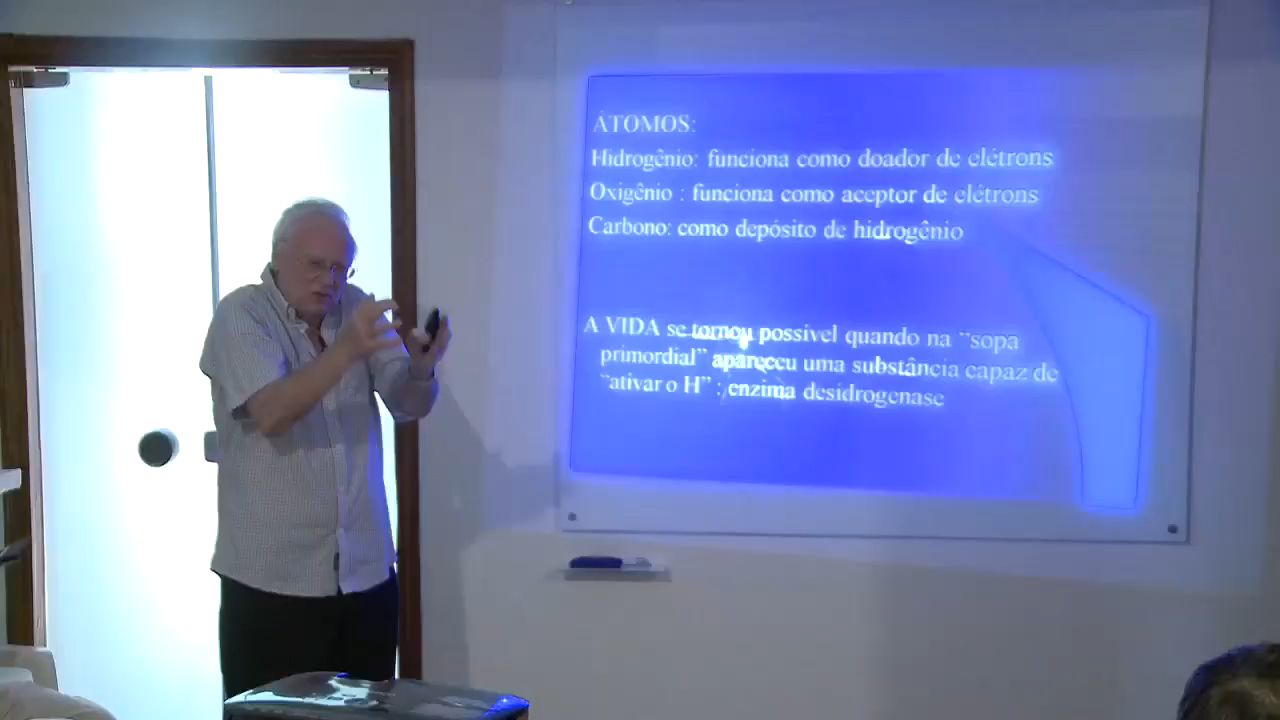 ÁTOMOS:
Hidrogênio: funciona como doador de elétrons
Oxigênio : funciona como aceptor de elétrons
Carbono: como depósito de hidrogênio
A VIDA se tornou possível quando na “sopa
primordial” apareceu uma substância capaz de
“ativar o H” : enzima desidrogenase